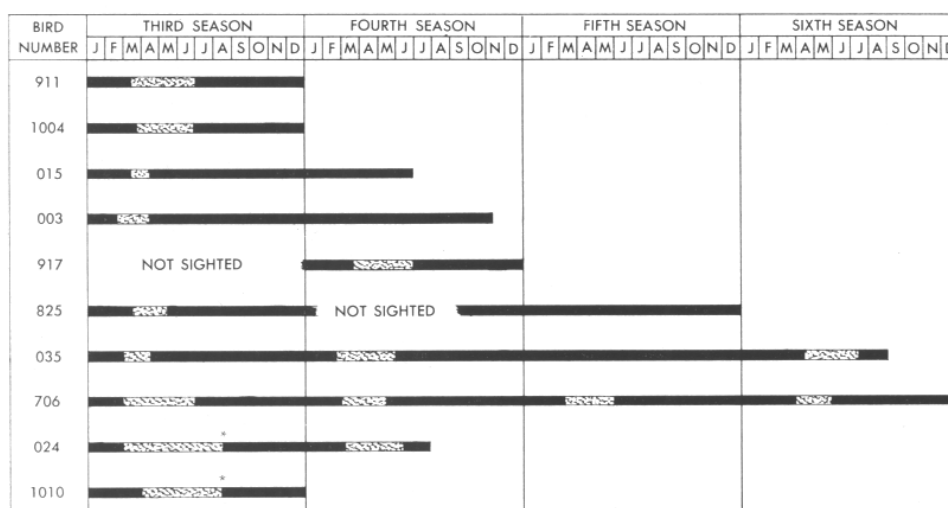 BIRD NUMBER THIRD SEASON FOURTH SEASON FIFTH SEASON SIXTH SEASON
J F M A M J J A S O N D J F M A M J J A S O N D J F M A M J J A S O N D J F M A M J J A S O N D
911
1004
015
003
917 NOT SIGHTED
825 NOT SIGHTED
035
706
*
024
*
1010